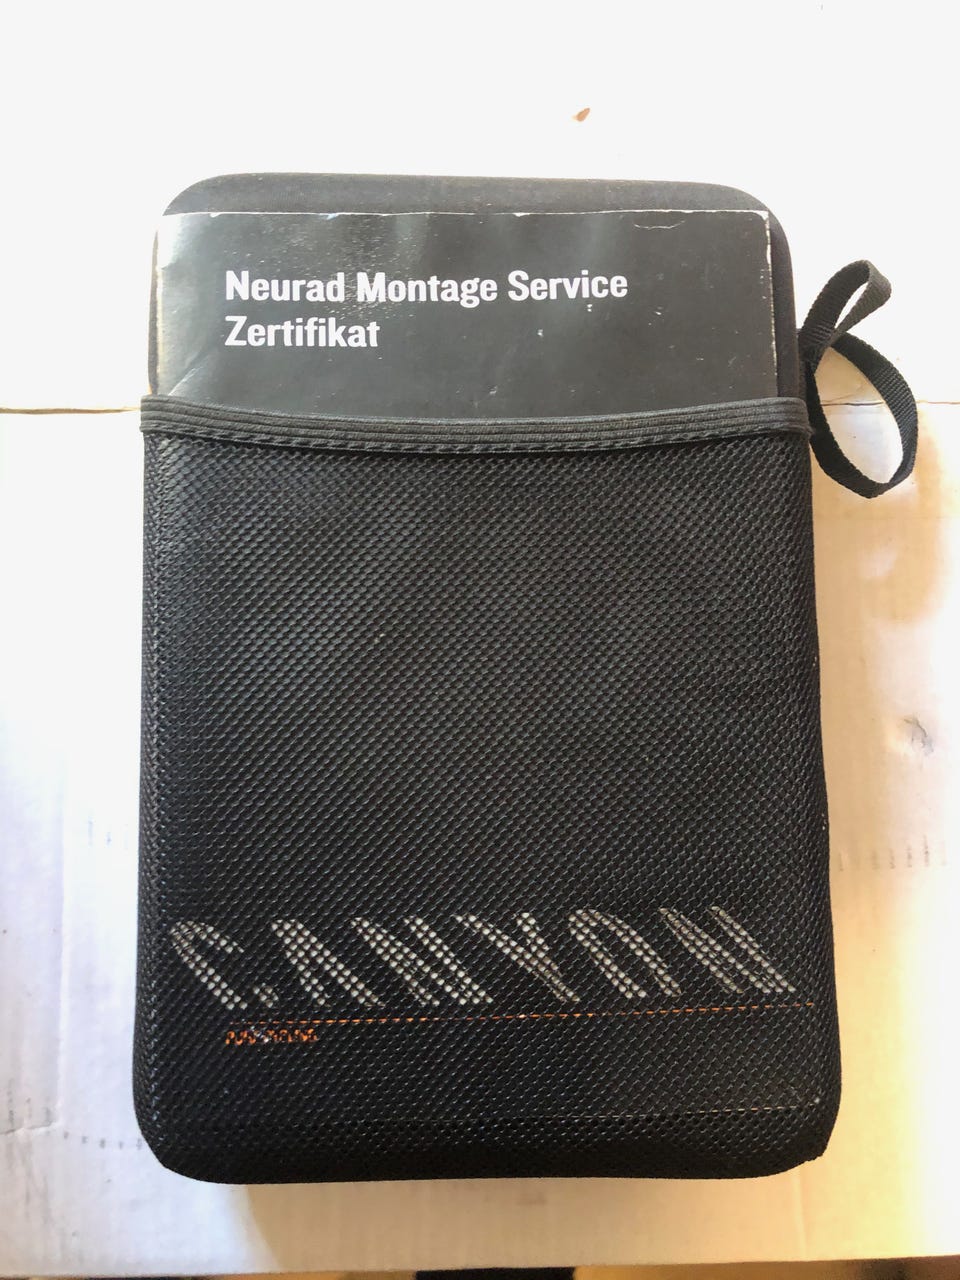 Neurad Montage Service
Zertifikat
CANYON